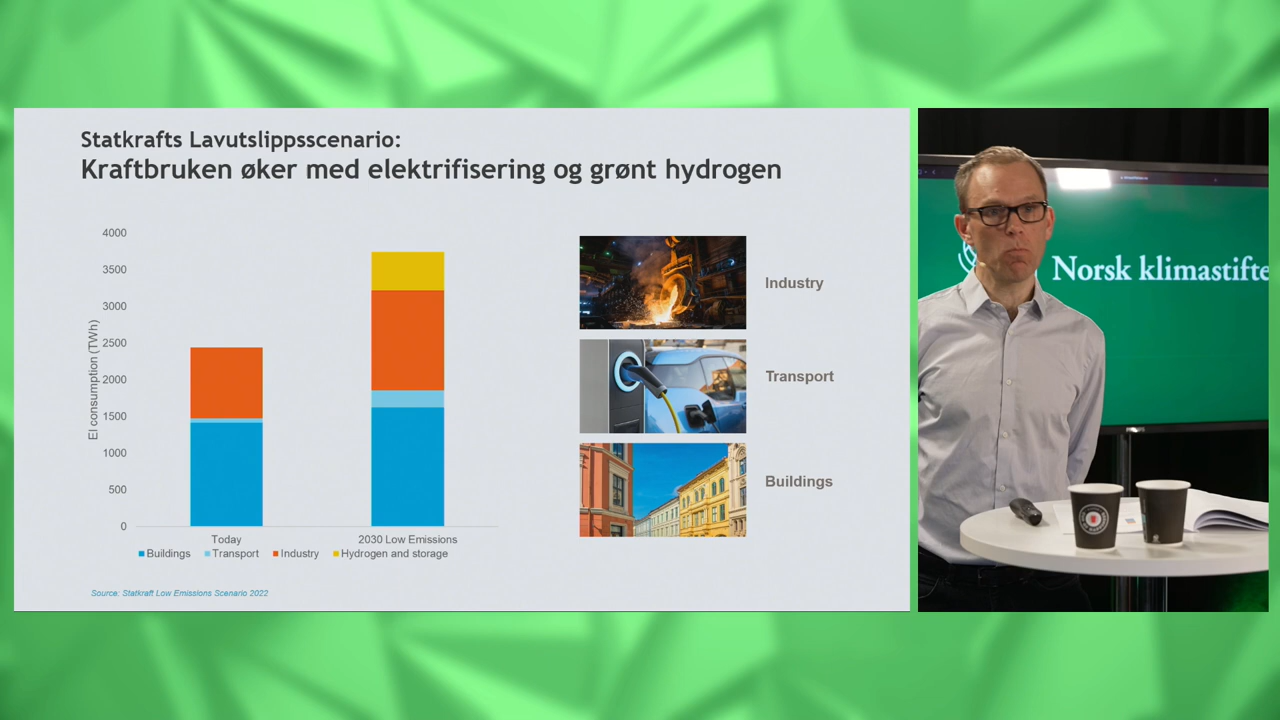 Statkrafts Lavutslippsscenario:
Kraftbruken øker med elektrifisering og grønt hydrogen
El consumption (TWh)
4000
3500
3000
2500
2000
1500
1000
500
0
Today
2030 Low Emissions
Buildings
Transport
Industry
Hydrogen and storage
Source: Statkraft Low Emissions Scenario 2022
Industry
Transport
Buildings
Norsk klimastifte